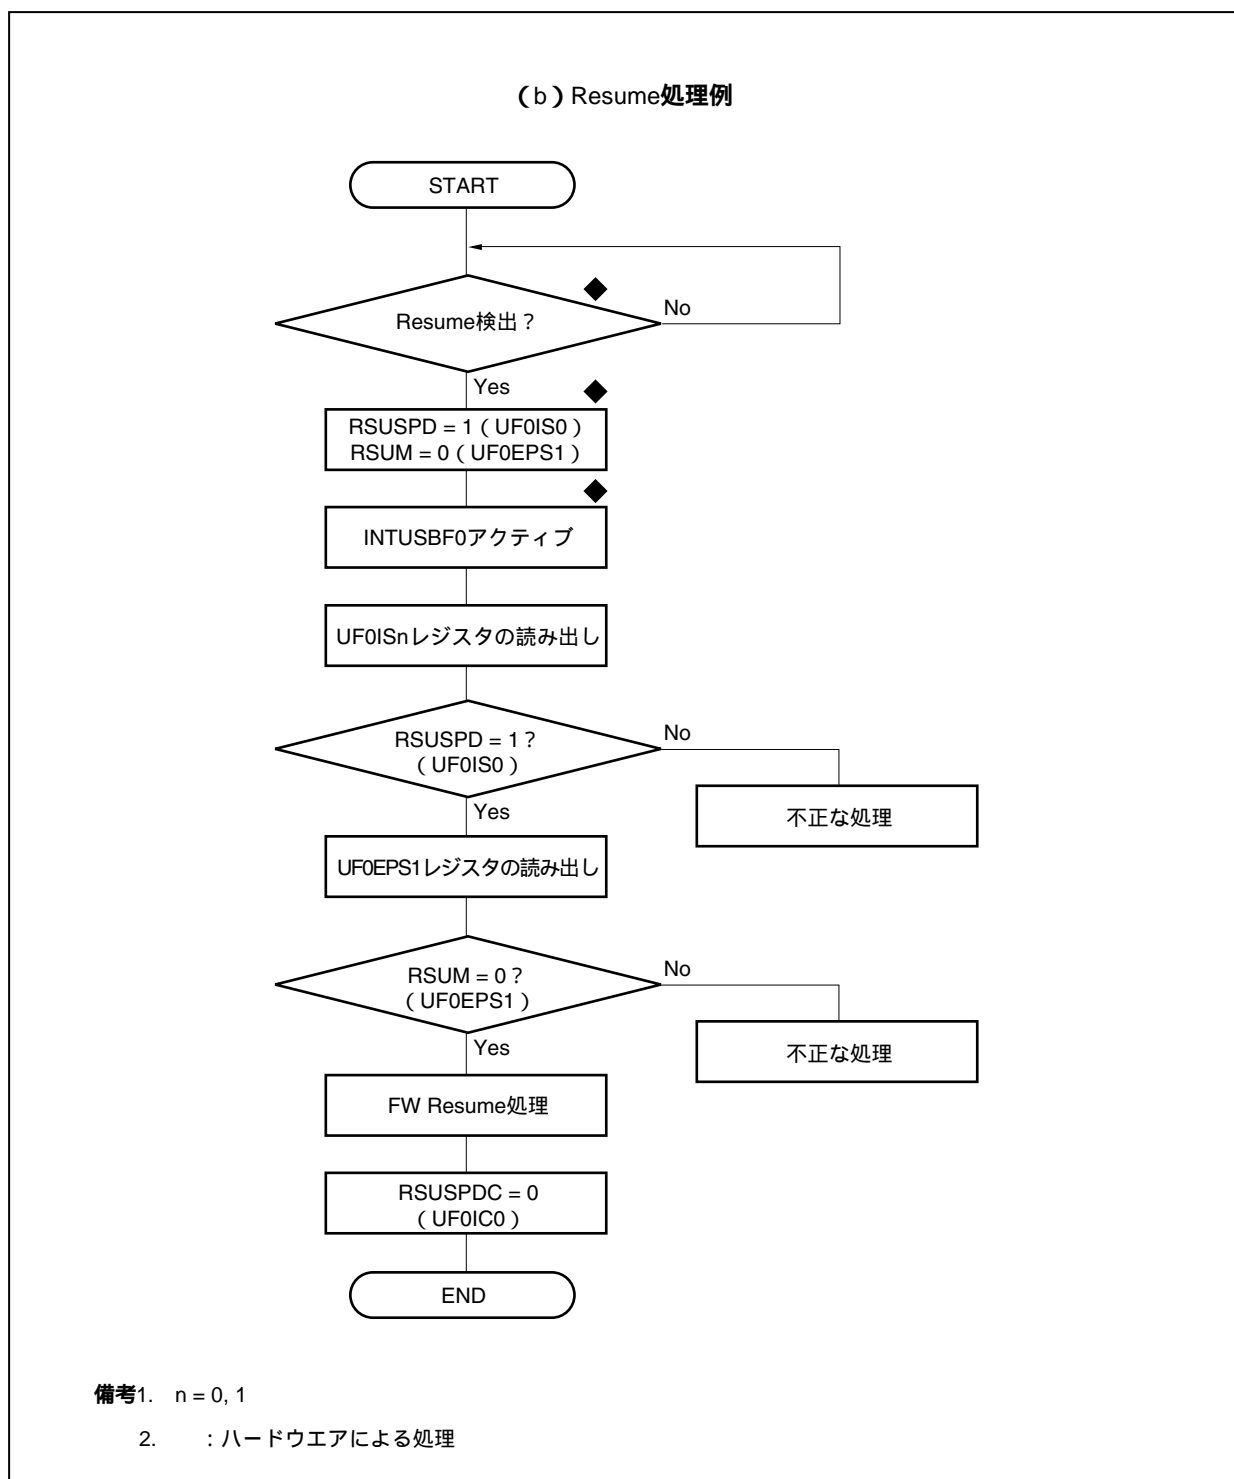 （b）Resume処理例
START
Resume検出？
No
Yes
RSUSPD = 1（UF0IS0）
RSUM = 0（UF0EPS1）
INTUSBF0アクティブ
UF0ISnレジスタの読み出し
RSUSPD = 1？
（UF0IS0）
No
Yes
不正な処理
UF0EPS1レジスタの読み出し
RSUM = 0？
（UF0EPS1）
No
Yes
不正な処理
FW Resume処理
RSUSPDC = 0
（UF0IC0）
END
備考1. n = 0, 1
2. ：ハードウエアによる処理